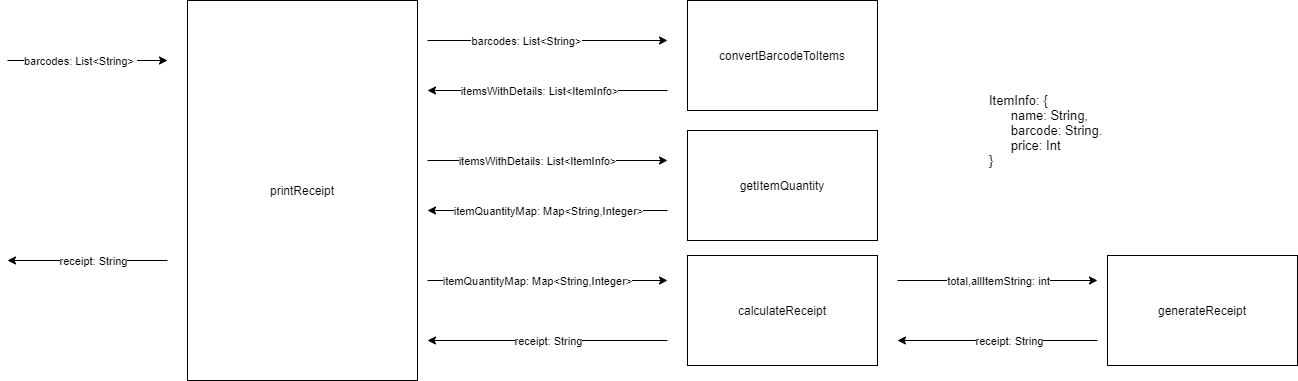 barcodes: List<String>
printReceipt
receipt: String
barcodes: List<String>
itemsWithDetails: List<ItemInfo>
convertBarcodeToItems
itemsWithDetails: List<ItemInfo>
itemQuantityMap: Map<String,Integer>
getItemQuantity
itemQuantityMap: Map<String,Integer>
receipt: String
calculateReceipt
total,allItemString: int
receipt: String
generateReceipt
ItemInfo: {
name: String,
barcode: String.
price: Int
}